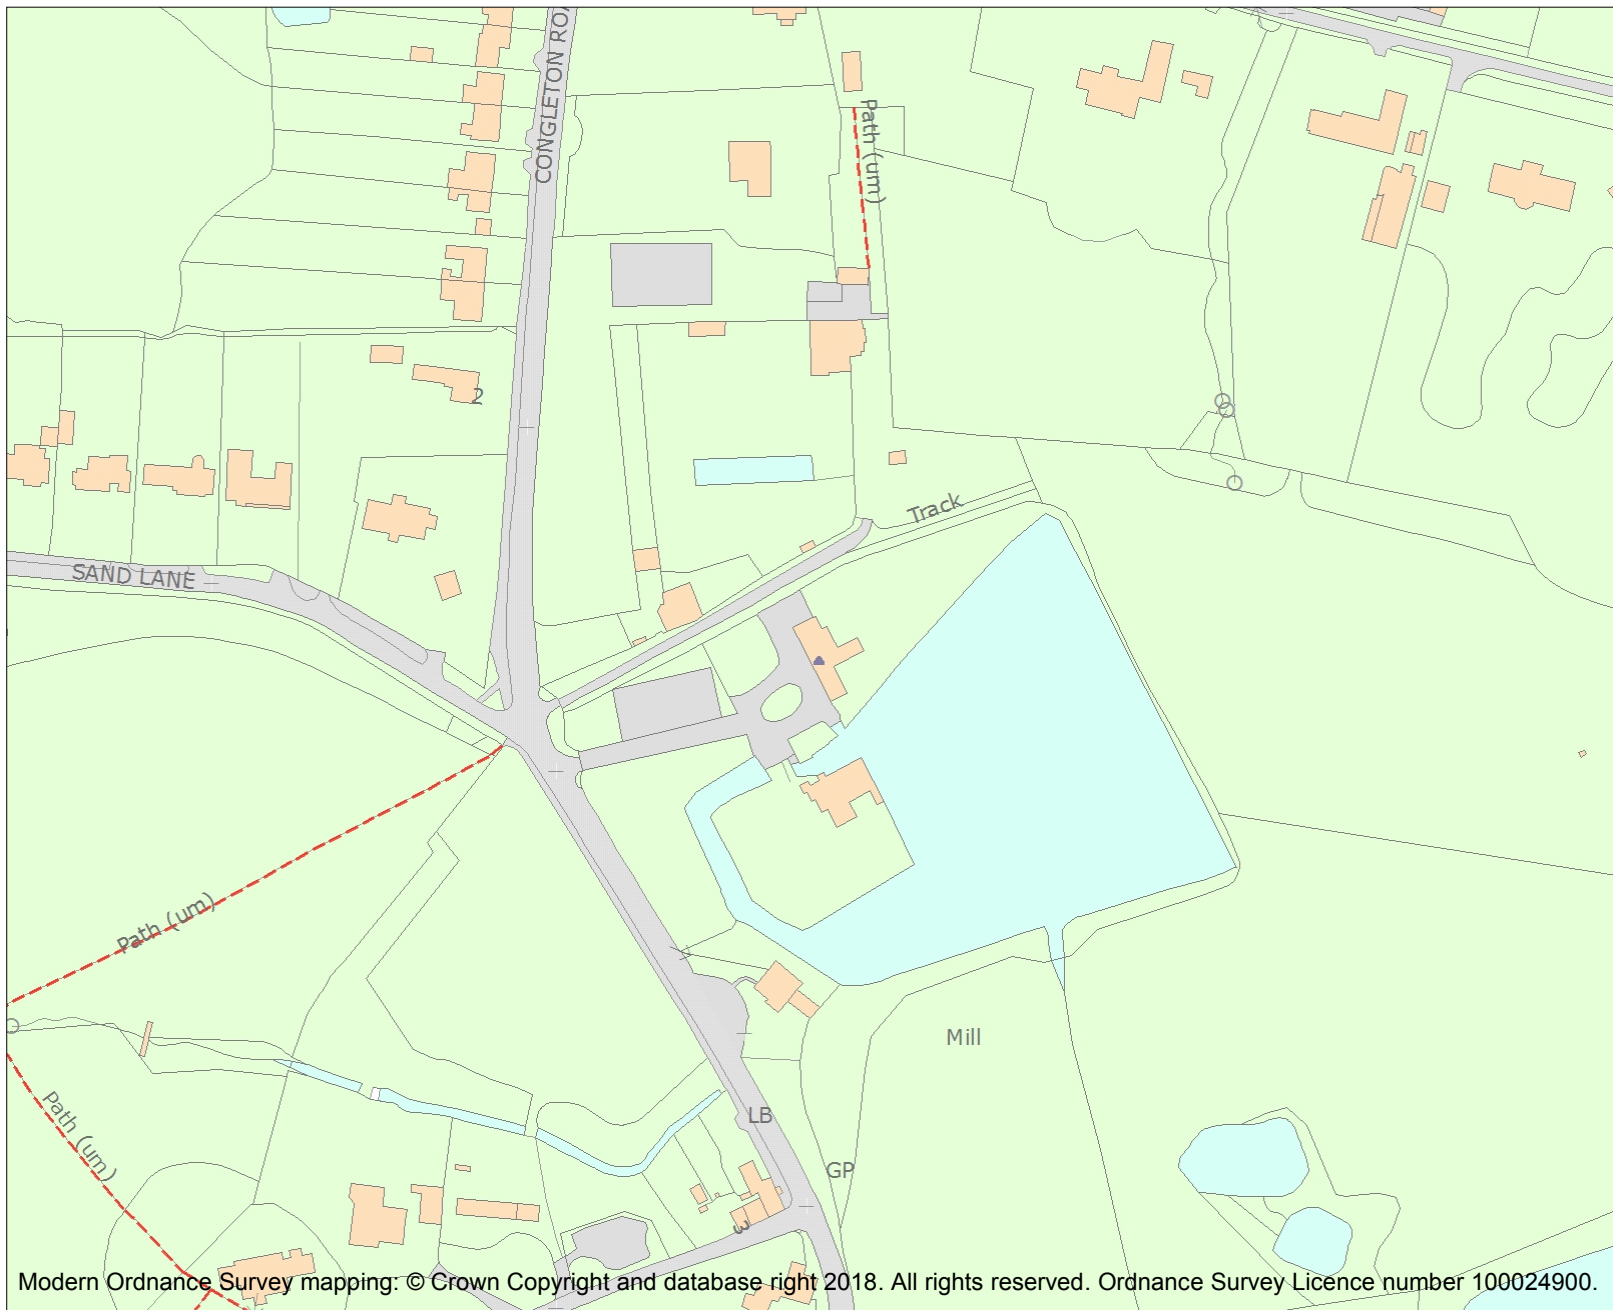 CONGLETON ROA
Path (um)
2
Track
SAND LANE
Path (um)
Mill
Path (um)
LB
GP
3
Modern Ordnance Survey mapping: © Crown Copyright and database right 2018. All rights reserved. Ordnance Survey Licence number 100024900.